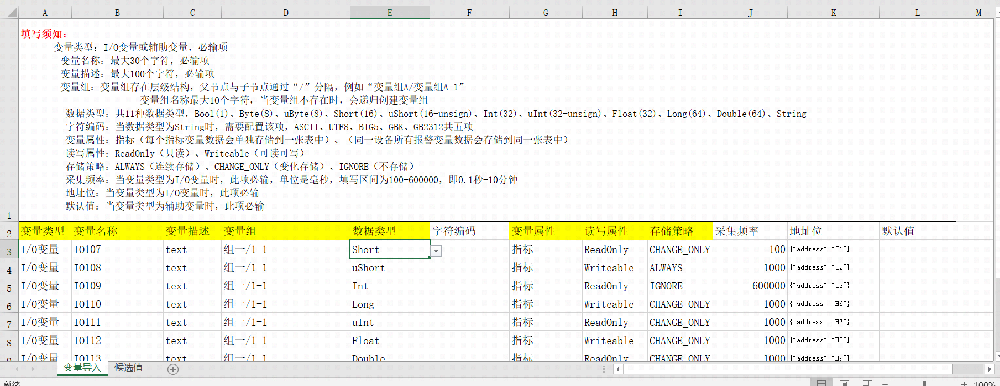 A B C D E F G H I J K L M
1
填写须知：
变量类型：I/O变量或辅助变量，必输项
变量名称：最大30个字符，必输项
变量描述：最大100个字符，必输项
变量组：变量组存在层级结构，父节点与子节点通过“/”分隔，例如“变量组A/变量组A-1”
变量组名称最大10个字符，当变量组不存在时，会递归创建变量组
数据类型：共11种数据类型，Bool(1)、Byte(8)、uByte(8)、Short(16)、uShort(16-unsign)、Int(32)、uInt(32-unsign)、Float(32)、Long(64)、Double(64)、String
字符编码：当数据类型为String时，需要配置该项，ASCII、UTF8、BIG5、GBK、GB2312共五项
变量属性：指标（每个指标变量数据会单独存储到一张表中）、（同一设备所有报警变量数据会存储到同一张表中）
读写属性：ReadOnly（只读）、Writeable（可读可写）
存储策略：ALWAYS（连续存储）、CHANGE_ONLY（变化存储）、IGNORE（不存储）
采集频率：当变量类型为I/O变量时，此项必输，单位是毫秒，填写区间为100-600000，即0.1秒-10分钟
地址位：当变量类型为I/O变量时，此项必输
默认值：当变量类型为辅助变量时，此项必输
2 变量类型 变量名称 变量描述 变量组 数据类型 字符编码 变量属性 读写属性 存储策略 采集频率 地址位 默认值
3 I/O变量 IO107 text 组一/1-1 Short 指标 ReadOnly CHANGE_ONLY 100 {"address":"I1"}
4 I/O变量 IO108 text 组一/1-1 uShort 指标 Writeable ALWAYS 1000 {"address":"I2"}
5 I/O变量 IO109 text 组一/1-1 Int 指标 ReadOnly IGNORE 600000 {"address":"I3"}
6 I/O变量 IO110 text 组一/1-1 Long 指标 Writeable CHANGE_ONLY 1000 {"address":"H6"}
7 I/O变量 IO111 text 组一/1-1 uInt 指标 ReadOnly CHANGE_ONLY 1000 {"address":"H7"}
8 I/O变量 IO112 text 组一/1-1 Float 指标 Writeable CHANGE_ONLY 1000 {"address":"H8"}
9 I/O变量 IO113 text 组一/1-1 Double 指标 ReadOnly CHANGE_ONLY 1000 {"address":"H9"}
变量导入 候选值
就绪 100%